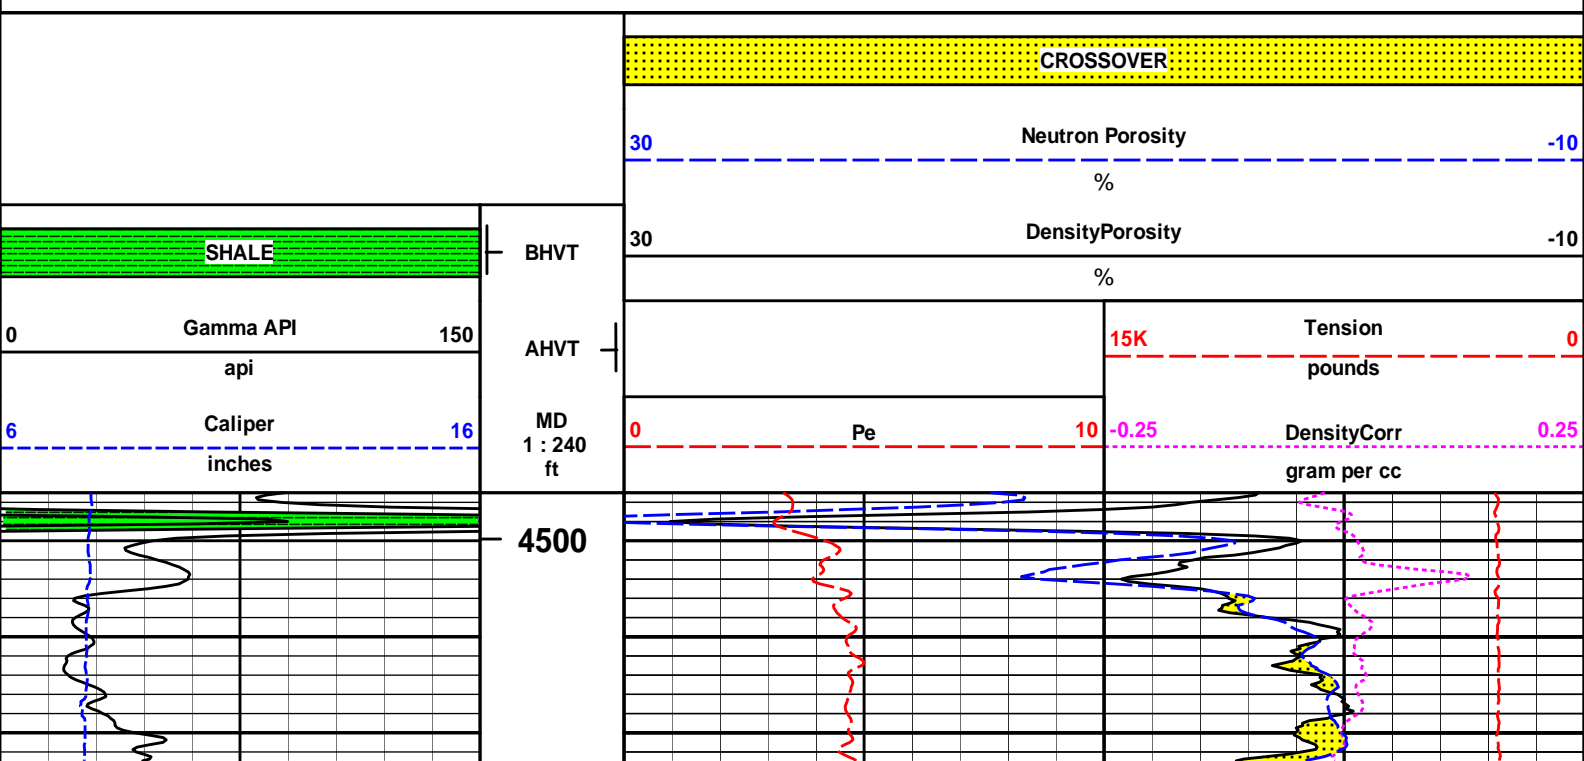 CROSSOVER
30 Neutron Porosity -10
%
30 DensityPorosity -10
%
SHALE
BHVT
0 Gamma API 150
api
AHVT
15K Tension 0
pounds
6 Caliper 16
inches
MD
1 : 240
ft
0 Pe 10
-0.25 DensityCorr 0.25
gram per cc
4500